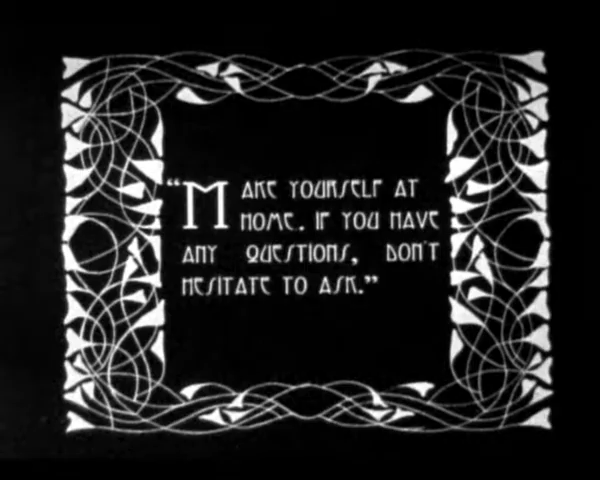 “MAKE YOURSELF AT
HOME. IF YOU HAVE
ANY QUESTIONS, DON'T
HESITATE TO ASK.”